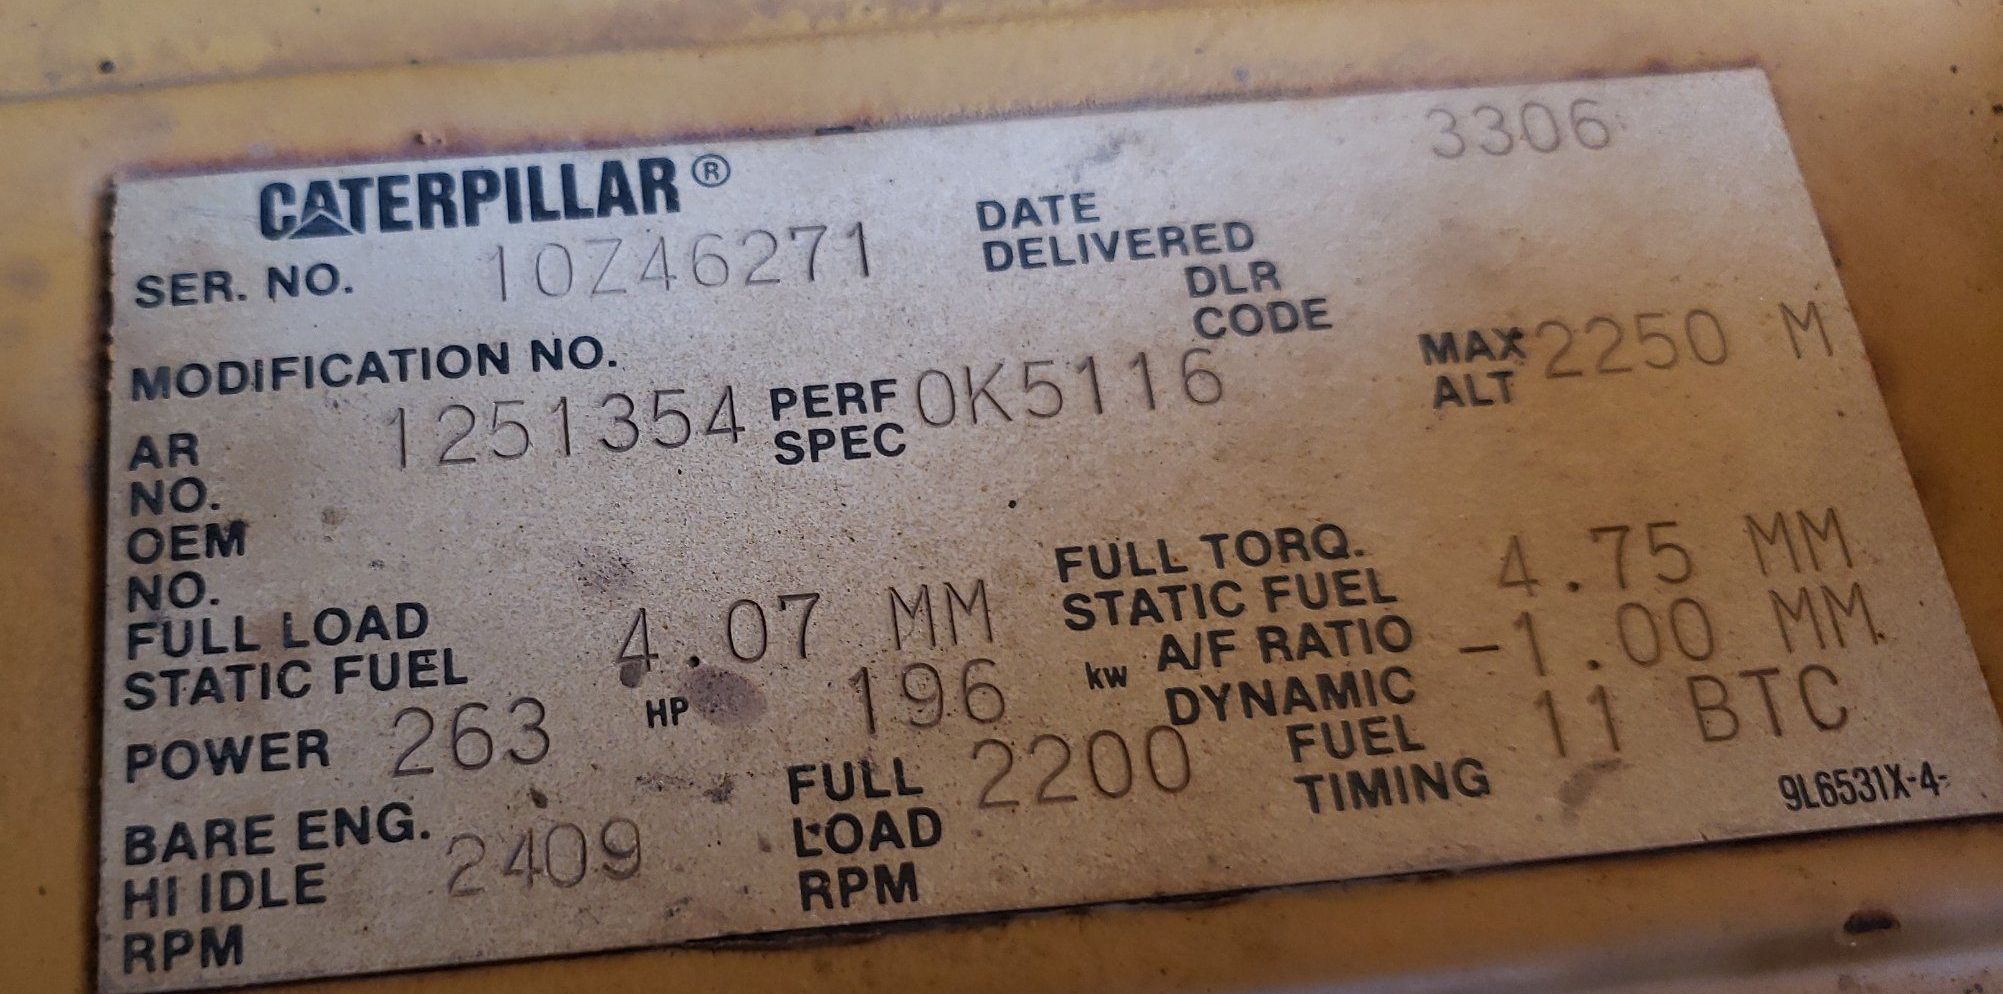 3306
CATERPILLAR®
SER. NO. 10Z46271 DATE DELIVERED
DLR CODE
MODIFICATION NO.
AR NO. 1251354 PERF SPEC 0K5116 MAX ALT 2250 M
OEM NO.
FULL LOAD STATIC FUEL 4.07 MM FULL TORQ. STATIC FUEL 4.75 MM
A/F RATIO -1.00 MM
POWER 263 HP 196 kw DYNAMIC FUEL TIMING 11 BTC
BARE ENG. HI IDLE RPM 2409 FULL LOAD RPM 2200
9L6531X-4-